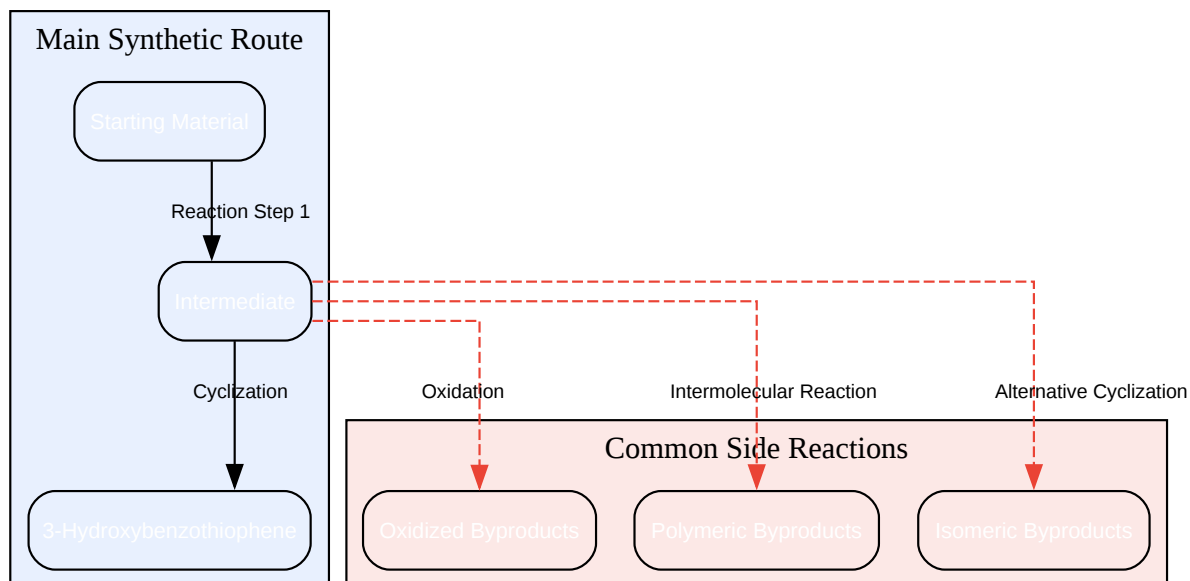 Main Synthetic Route
Starting Material
Reaction Step 1
Intermediate
Cyclization
Oxidation
Intermolecular Reaction
Alternative Cyclization
Common Side Reactions
3-Hydroxybenzothiophene
Oxidized Byproducts
Polymeric Byproducts
Isomeric Byproducts